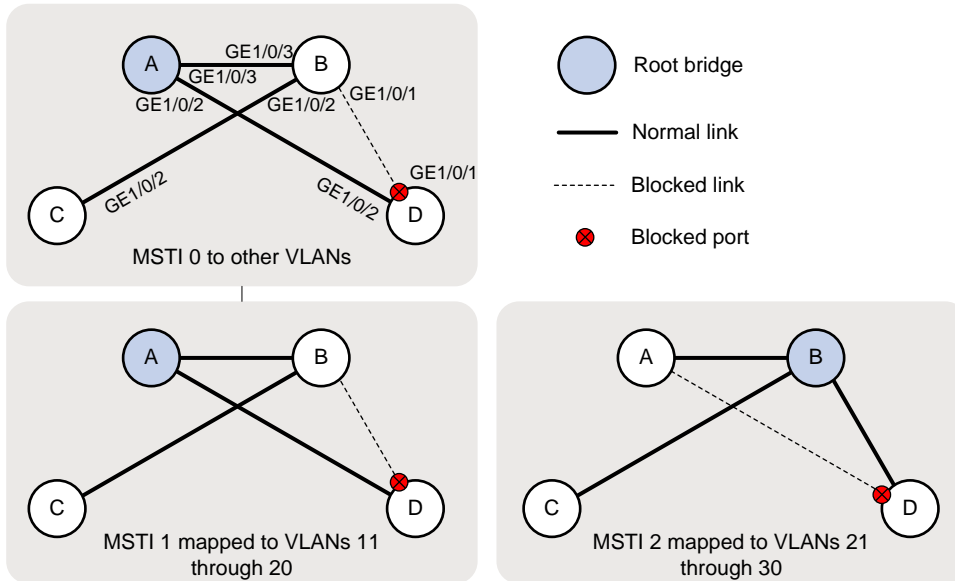 A
B
GE1/0/3
GE1/0/3
GE1/0/2
GE1/0/2
GE1/0/1
GE1/0/1
GE1/0/2
GE1/0/2
C
D
MSTI 0 to other VLANs
Root bridge
Normal link
Blocked link
Blocked port
A
B
C
D
MSTI 1 mapped to VLANs 11
through 20
A
B
C
D
MSTI 2 mapped to VLANs 21
through 30